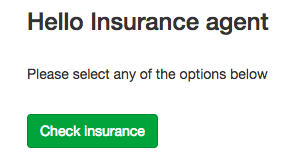 Hello Insurance agent
Please select any of the options below
Check insurance